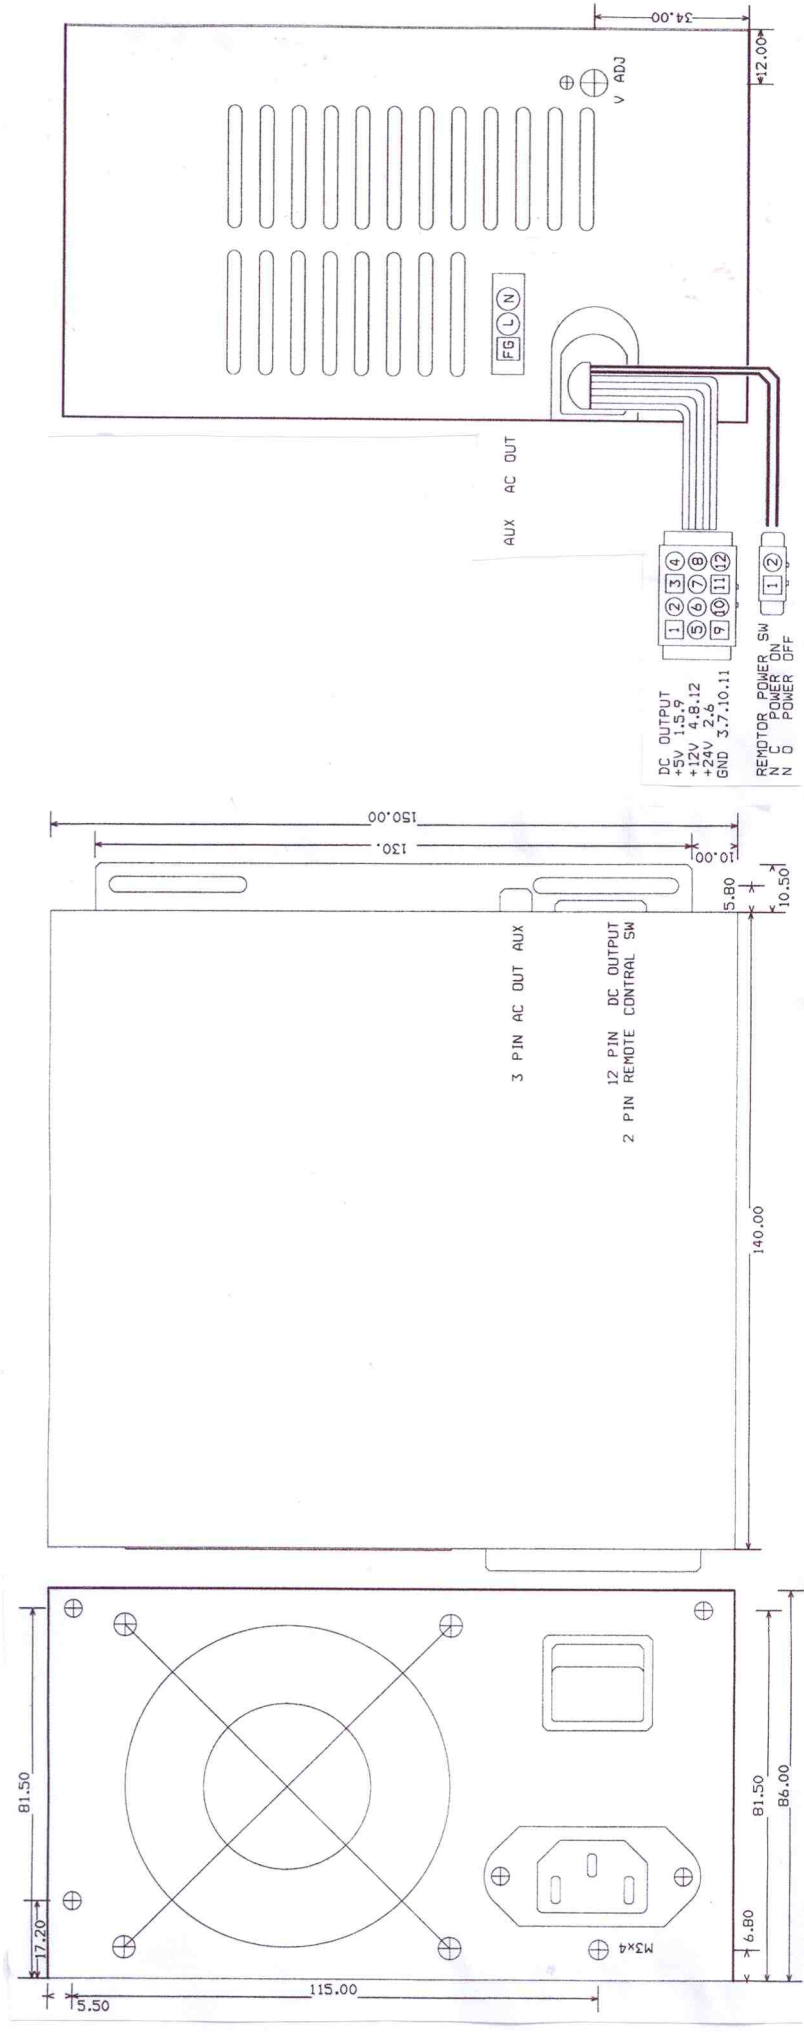 34.00
12.00
V ADJ
FG L N
AUX AC OUT
1 2 3 4
5 6 7 8
9 10 11 12
1 2
DC OUTPUT
+5V 1.5.9
+12V 4.8.12
+24V 2.6
GND 3.7.10.11
REMOTOR POWER SW
N C POWER ON
N O POWER OFF
150.00
130.
10.00
5.80
10.50
3 PIN AC OUT AUX
12 PIN DC OUTPUT
2 PIN REMOTE CONTRAL SW
140.00
81.50
17.20
5.50
115.00
M3x4
6.80
81.50
86.00